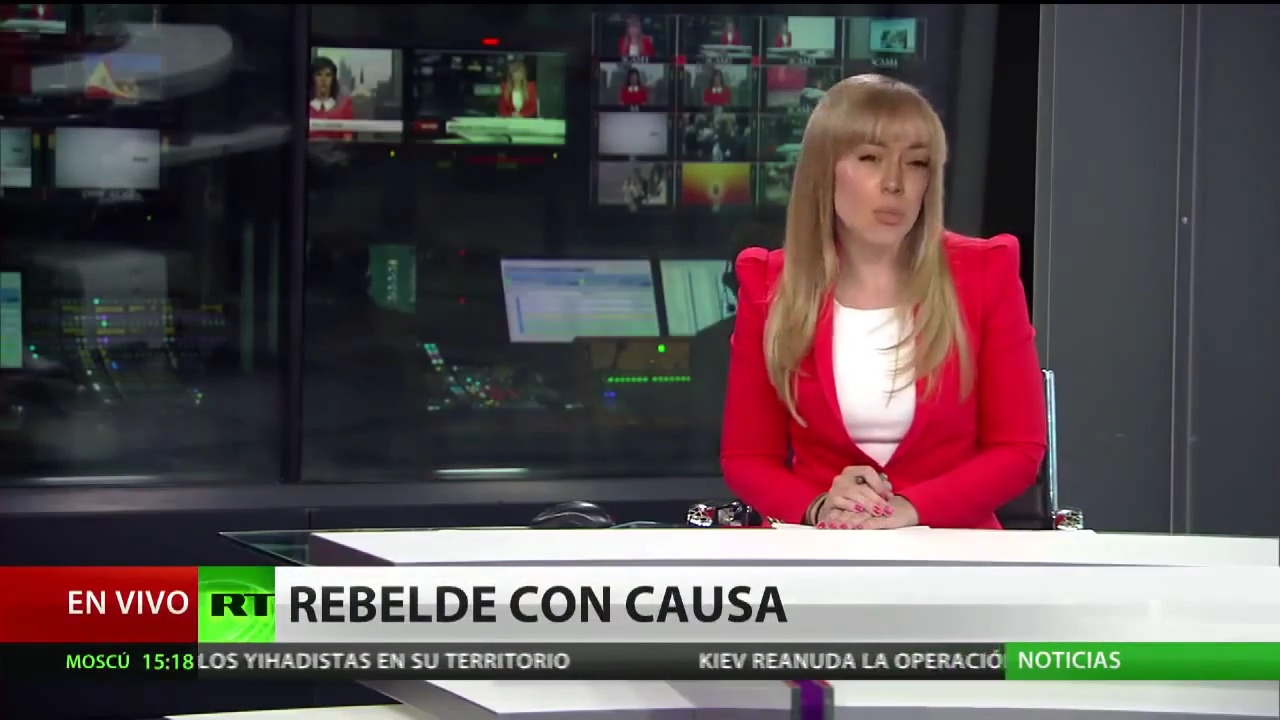 EN VIVO RT REBELDE CON CAUSA
MOSCÚ 15:18 LOS YIHADISTAS EN SU TERRITORIO KIEV REANUDA LA OPERACIÓ NOTICIAS